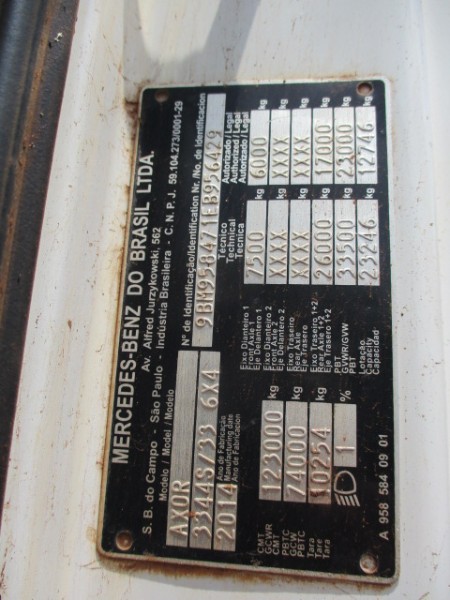 MERCEDES-BENZ DO BRASIL LTDA.
Av. Alfred Jurzykowski, 562
S. B. do Campo - São Paulo - Indústria Brasileira - C. N. P. J. 59.104.273/0001-29
Modelo / Model / Modelo
Nº de Identificação/Identification Nr./No. de Identificacion
AXOR
9BM958471EB956429
3344S/33 6X4
2014
Ano de Fabricação
Manufacturing date
Ano de Fabricacion
Técnico
Technical
Tecnico
Autorizado/Legal
Authorized/Legal
Autorizado/Legal
CMT
GCWR
CMT
123000 kg
Eixo Dianteiro 1
Front Axle 1
Eje Delantero 1
7500 kg
6000 kg
Eixo Dianteiro 2
Front Axle 2
Eje Delantero 2
XXXX kg
XXXX kg
PBTC
GCW
PBTC
74000 kg
Eixo Traseiro
Rear Axle
Eje Trasero
XXXX kg
XXXX kg
Tara
Tare
Tara
10254 kg
Eixo Traseiro 1+2
Rear Axle 1+2
Eje Trasero 1+2
26000 kg
17000 kg
1 %
PBT
GVWR/GVW
PBT
33500 kg
23000 kg
Lotação
Capacity
Capacidad
23246 kg
12746 kg
A 958 584 09 01